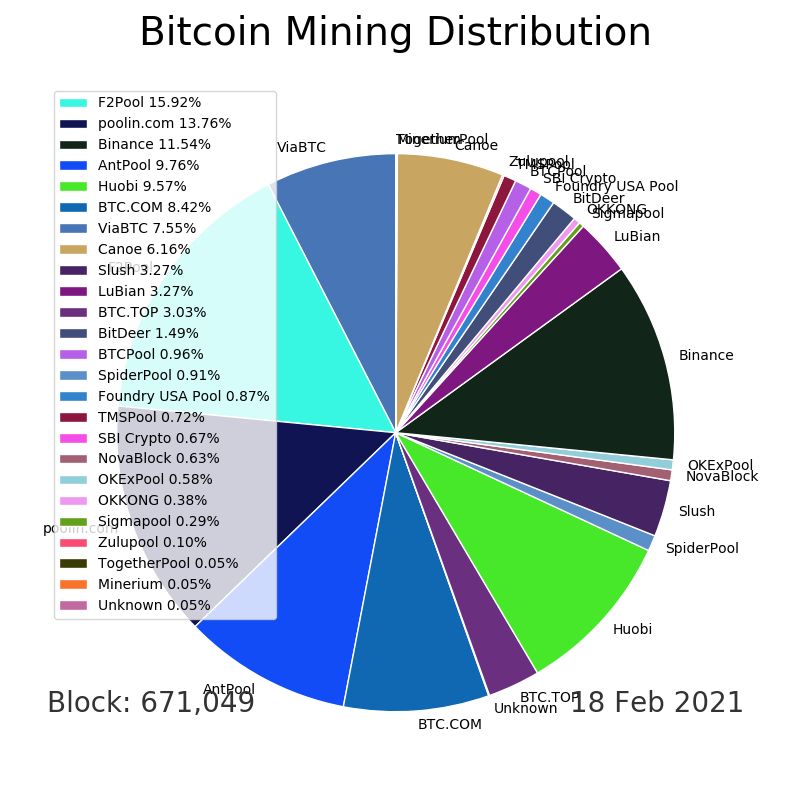 Bitcoin Mining Distribution
F2Pool 15.92%
poolin.com 13.76%
Binance 11.54%
AntPool 9.76%
Huobi 9.57%
BTC.COM 8.42%
ViaBTC 7.55%
Canoe 6.16%
Slush 3.27%
LuBian 3.27%
BTC.TOP 3.03%
BitDeer 1.49%
BTCPool 0.96%
SpiderPool 0.91%
Foundry USA Pool 0.87%
TMSPool 0.72%
SBI Crypto 0.67%
NovaBlock 0.63%
OKExPool 0.58%
OKKONG 0.38%
Sigmapool 0.29%
Zulupool 0.10%
TogetherPool 0.05%
Minerium 0.05%
Unknown 0.05%
TogetherPool
Minerium
Canoe
Zulupool
TMSPool
BTCPool
SBI Crypto
Foundry USA Pool
BitDeer
OKKONG
Sigmapool
LuBian
Binance
OKExPool
NovaBlock
Slush
SpiderPool
Huobi
BTC.TOP
Unknown
BTC.COM
AntPool
poolin.com
F2Pool
ViaBTC
Block: 671,049
18 Feb 2021